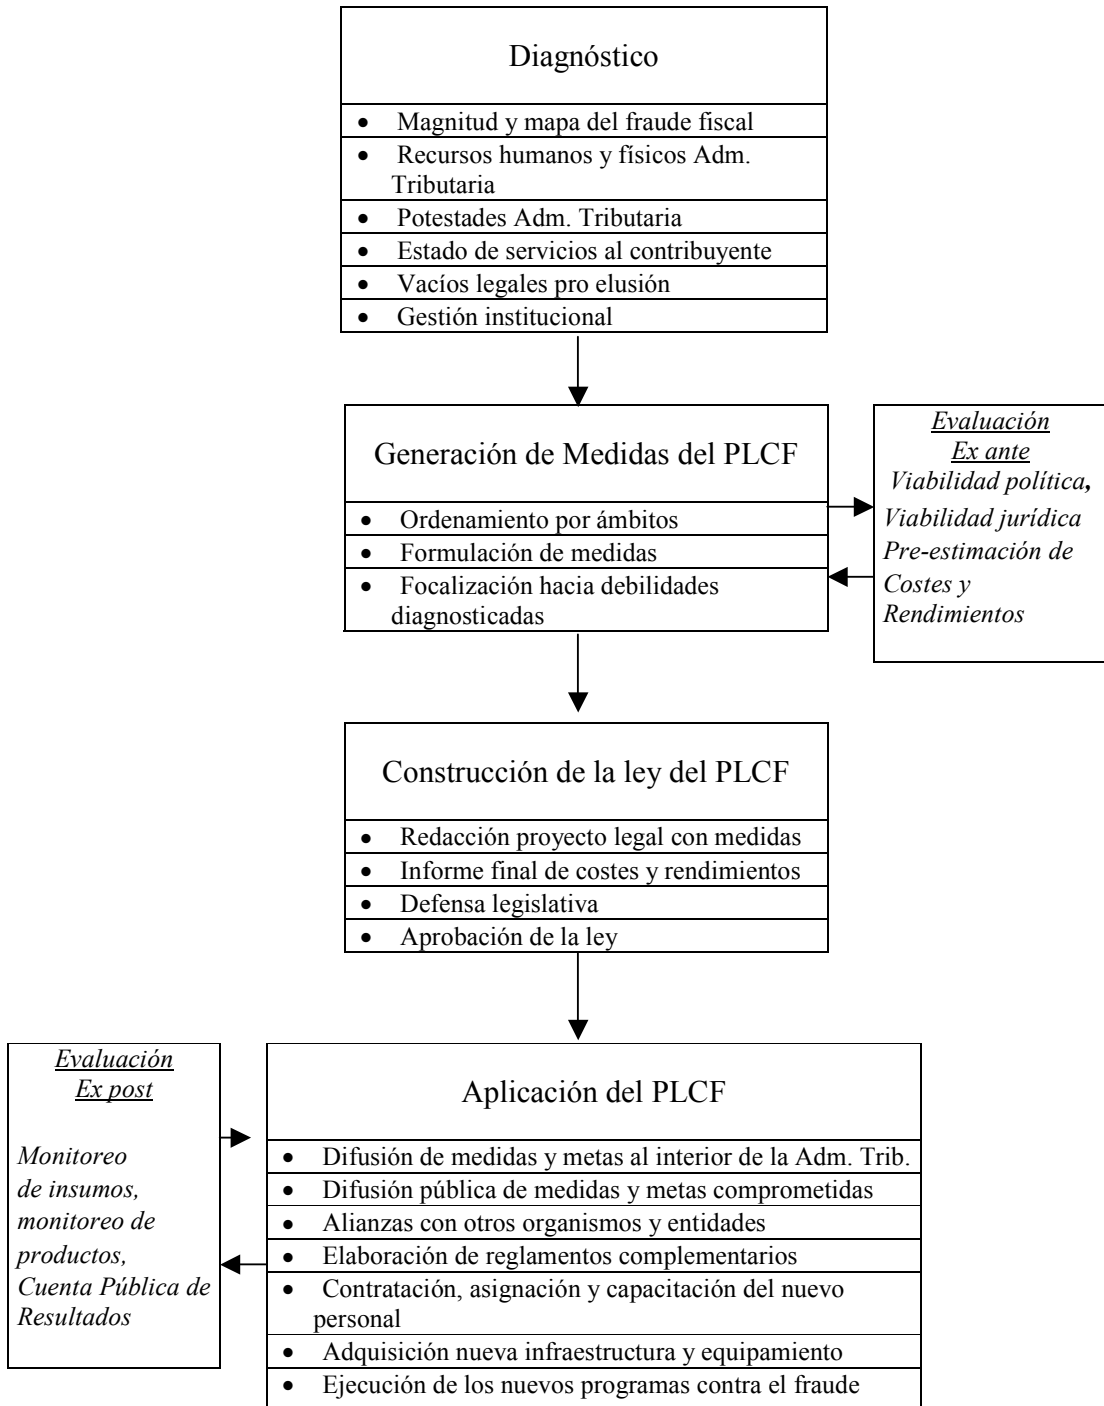 Diagnóstico
• Magnitud y mapa del fraude fiscal
• Recursos humanos y físicos Adm.
Tributaria
• Potestades Adm. Tributaria
• Estado de servicios al contribuyente
• Vacíos legales pro elusión
• Gestión institucional
Generación de Medidas del PLCF
• Ordenamiento por ámbitos
• Formulación de medidas
• Focalización hacia debilidades
diagnosticadas
Evaluación
Ex ante
Viabilidad política,
Viabilidad jurídica
Pre-estimación de
Costes y
Rendimientos
Construcción de la ley del PLCF
• Redacción proyecto legal con medidas
• Informe final de costes y rendimientos
• Defensa legislativa
• Aprobación de la ley
Evaluación
Ex post
Monitoreo
de insumos,
monitoreo de
productos,
Cuenta Pública de
Resultados
Aplicación del PLCF
• Difusión de medidas y metas al interior de la Adm. Trib.
• Difusión pública de medidas y metas comprometidas
• Alianzas con otros organismos y entidades
• Elaboración de reglamentos complementarios
• Contratación, asignación y capacitación del nuevo
personal
• Adquisición nueva infraestructura y equipamiento
• Ejecución de los nuevos programas contra el fraude